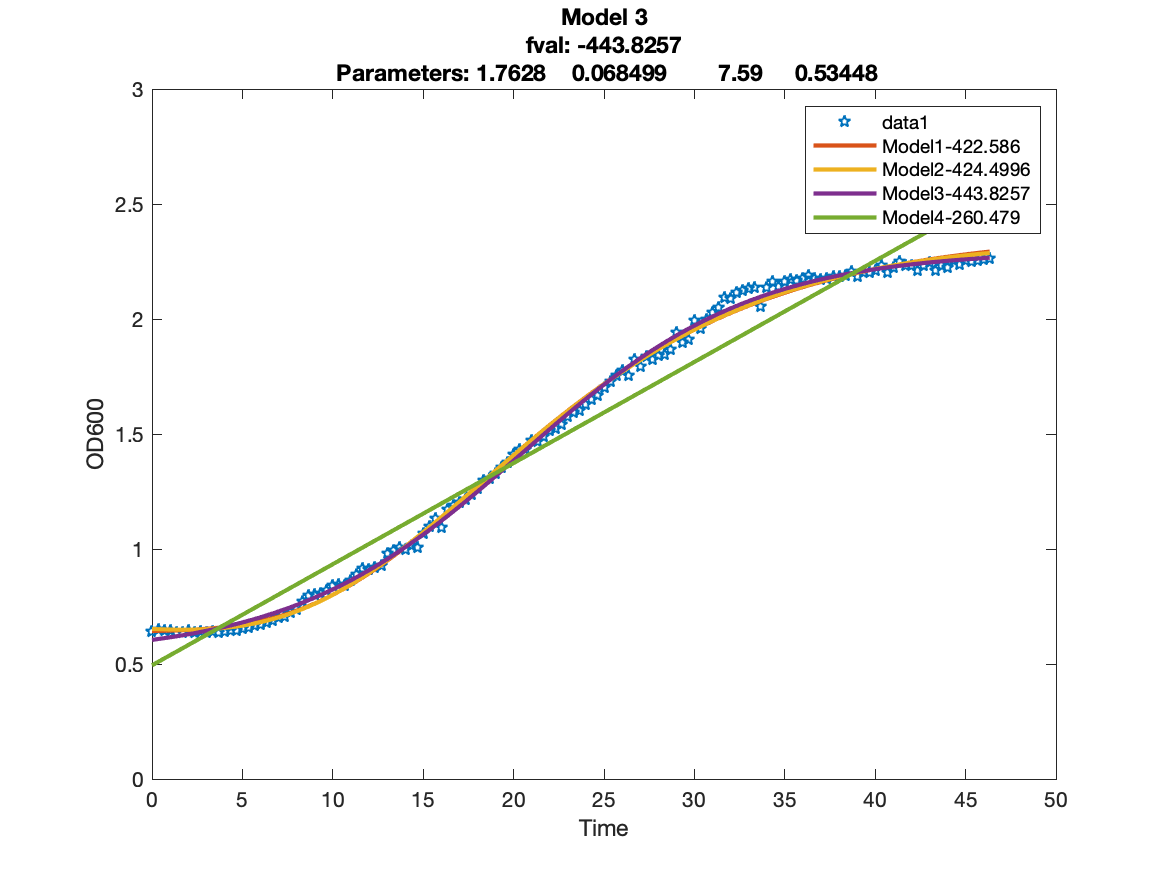 Model 3
fval: -443.8257
Parameters: 1.7628 0.068499 7.59 0.53448
3
2.5
2
1.5
1
0.5
0
OD600
data1
Model1-422.586
Model2-424.4996
Model3-443.8257
Model4-260.479
0 5 10 15 20 25 30 35 40 45 50
Time